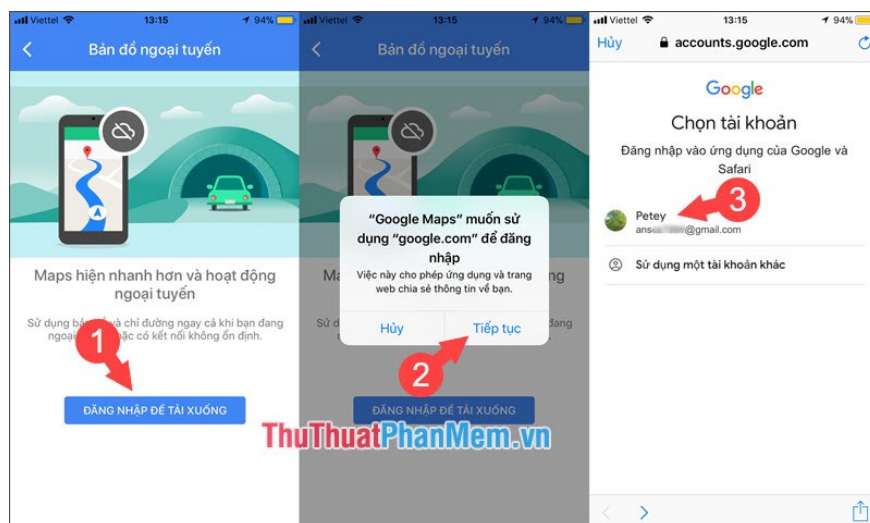 Viettel 13:15 94%
Bản đồ ngoại tuyến
Maps hiện nhanh hơn và hoạt động
ngoại tuyến
Sử dụng và chỉ đường ngay cả khi bạn đang
ngoại hoặc có kết nối không ổn định.
1
ĐĂNG NHẬP ĐỂ TẢI XUỐNG
Viettel 13:15 94%
Bản đồ ngoại tuyến
“Google Maps” muốn sử
dụng “google.com” để đăng
nhập
Việc này cho phép ứng dụng và trang
web chia sẻ thông tin về bạn.
Hủy Tiếp tục
2
ĐĂNG NHẬP ĐỂ TẢI XUỐNG
ThuThuatPhanMem.vn
Viettel 13:15 94%
Hủy accounts.google.com
Google
Chọn tài khoản
Đăng nhập vào ứng dụng của Google và
Safari
Petey
3
@gmail.com
Sử dụng một tài khoản khác